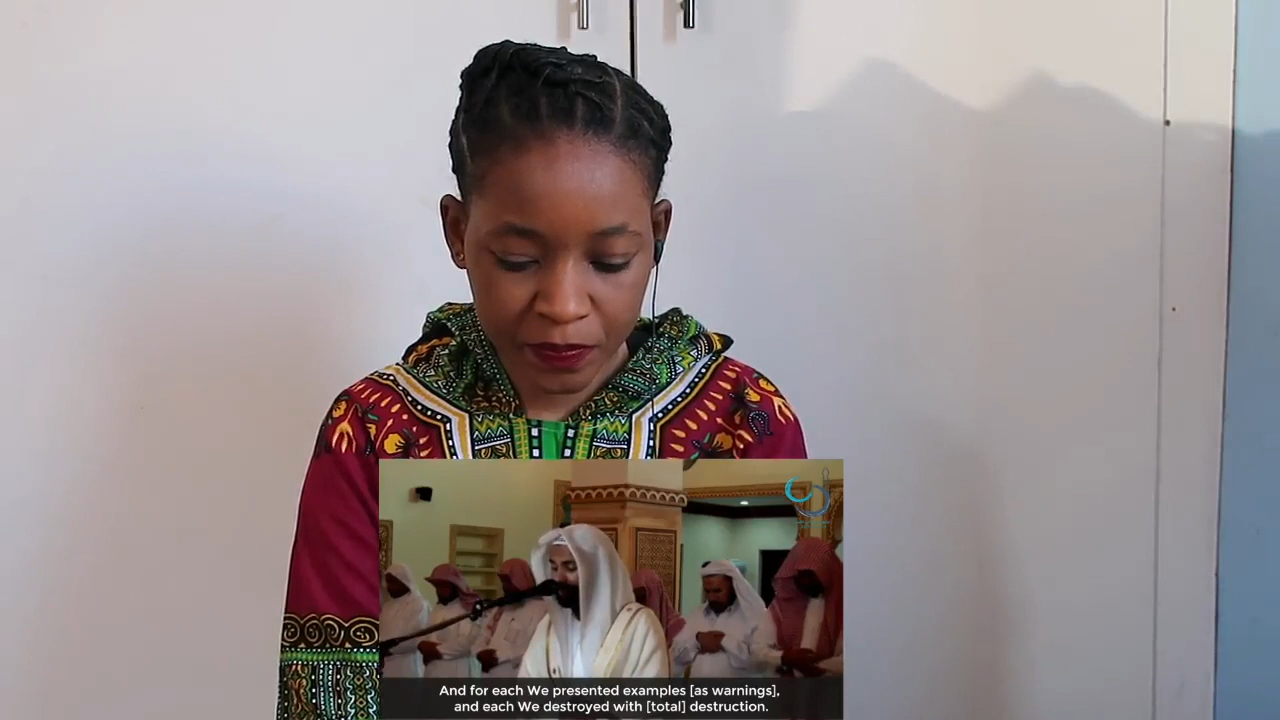 And for each We presented examples [as warnings],
and each We destroyed with [total] destruction.